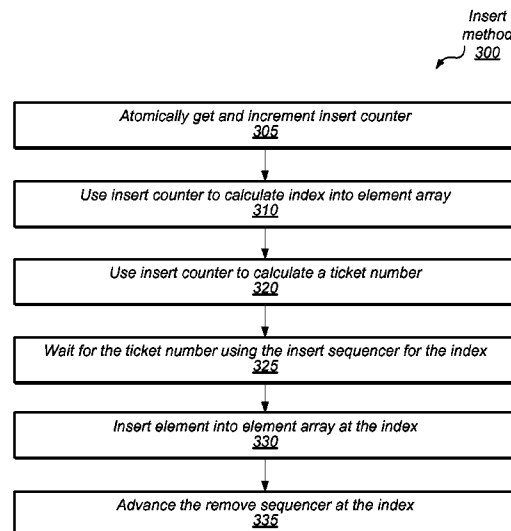 Insert
method
300
Atomically get and increment insert counter
305
Use insert counter to calculate index into element array
310
Use insert counter to calculate a ticket number
320
Wait for the ticket number using the insert sequencer for the index
325
Insert element into element array at the index
330
Advance the remove sequencer at the index
335